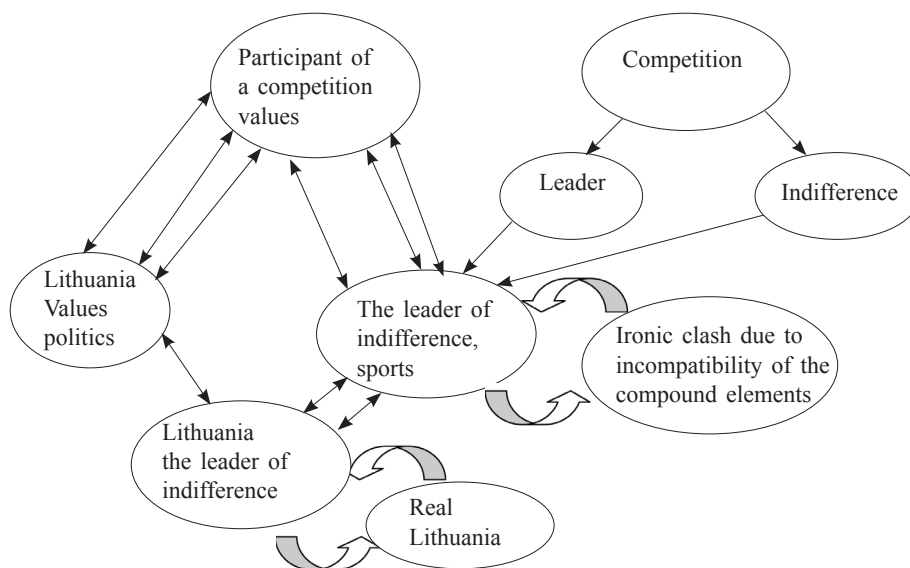 Participant of
a competition
values
Competition
Leader
Indifference
Lithuania
Values
politics
The leader of
indifference,
sports
Ironic clash due to
incompatibility of the
compound elements
Lithuania
the leader of
indifference
Real
Lithuania